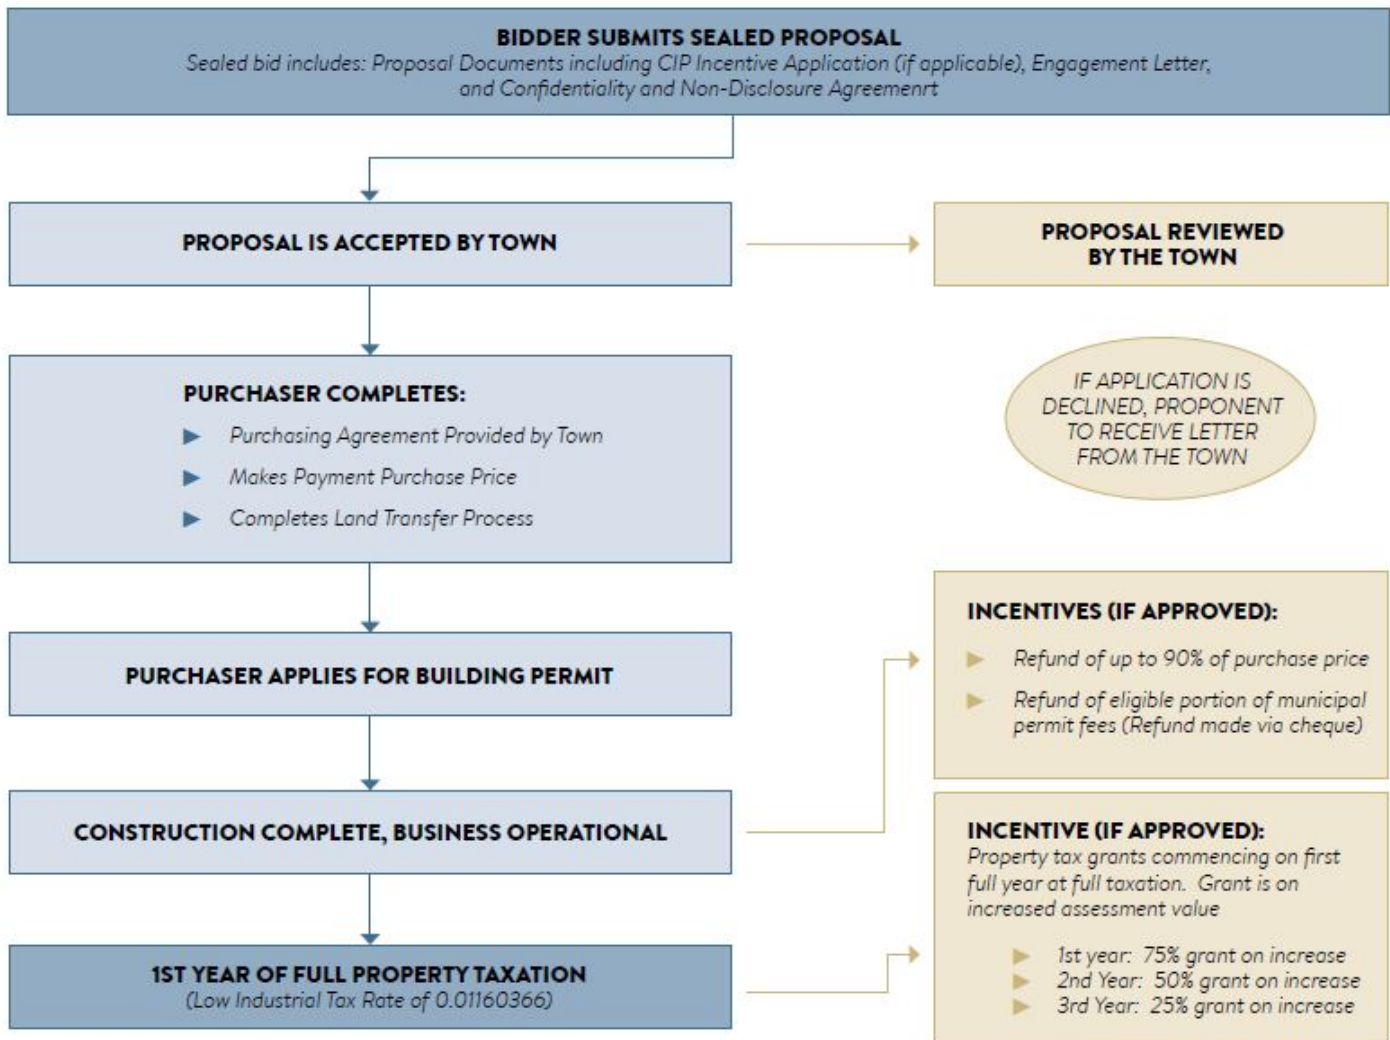 BIDDER SUBMITS SEALED PROPOSAL
Sealed bid includes: Proposal Documents including CIP Incentive Application (if applicable), Engagement Letter,
and Confidentiality and Non-Disclosure Agreemenrt
PROPOSAL IS ACCEPTED BY TOWN
PROPOSAL REVIEWED
BY THE TOWN
PURCHASER COMPLETES:
Purchasing Agreement Provided by Town
Makes Payment Purchase Price
Completes Land Transfer Process
IF APPLICATION IS
DECLINED, PROPONENT
TO RECEIVE LETTER
FROM THE TOWN
PURCHASER APPLIES FOR BUILDING PERMIT
INCENTIVES (IF APPROVED):
Refund of up to 90% of purchase price
Refund of eligible portion of municipal
permit fees (Refund made via cheque)
CONSTRUCTION COMPLETE, BUSINESS OPERATIONAL
INCENTIVE (IF APPROVED):
Property tax grants commencing on first
full year at full taxation. Grant is on
increased assessment value
1st year: 75% grant on increase
2nd Year: 50% grant on increase
3rd Year: 25% grant on increase
1ST YEAR OF FULL PROPERTY TAXATION
(Low Industrial Tax Rate of 0.01160366)